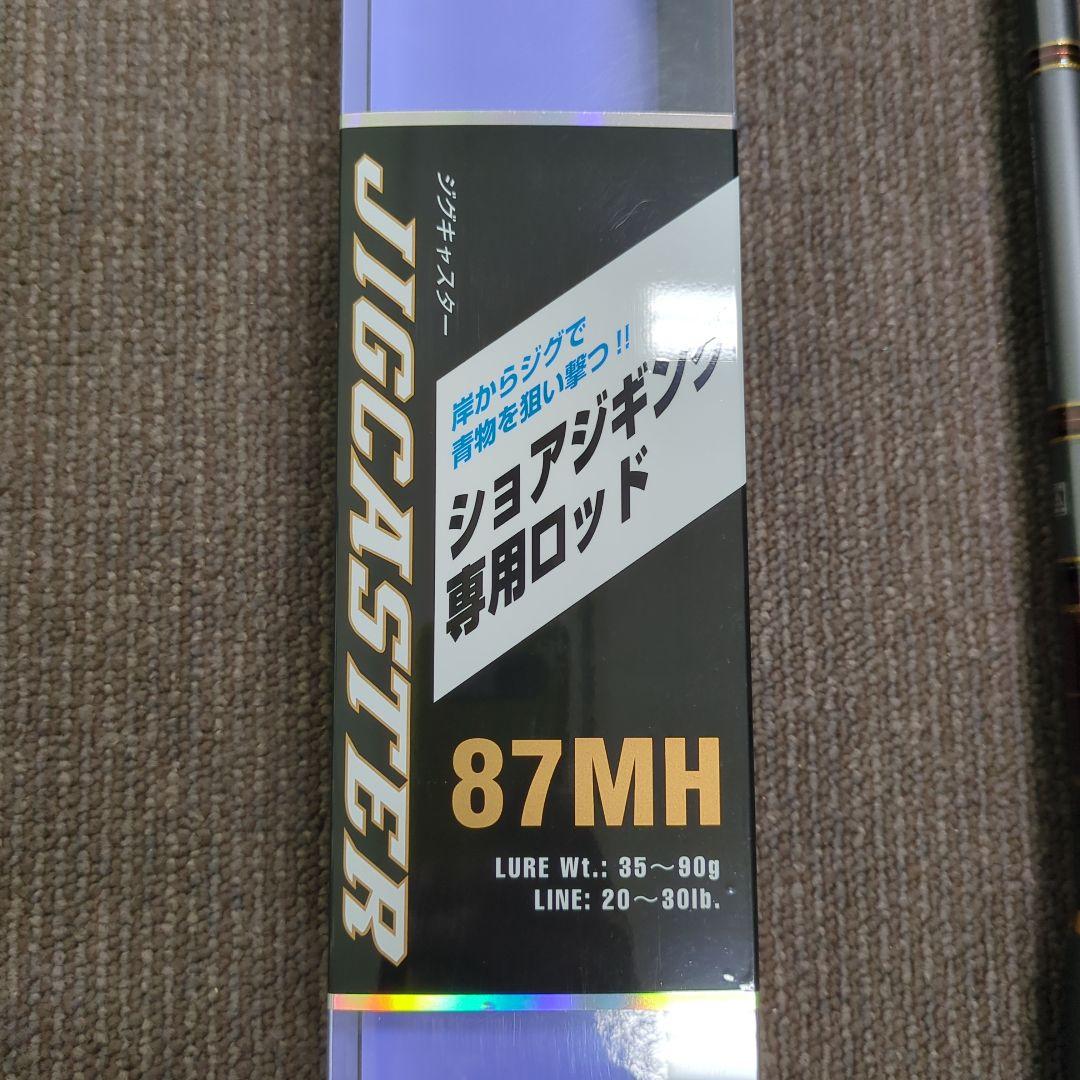 JIGCASTER
ジグキャスター
岸からジグで
青物を狙い撃つ!!
ショアジギング
専用ロッド
87MH
LURE Wt.: 35～90g
LINE: 20～30lb.